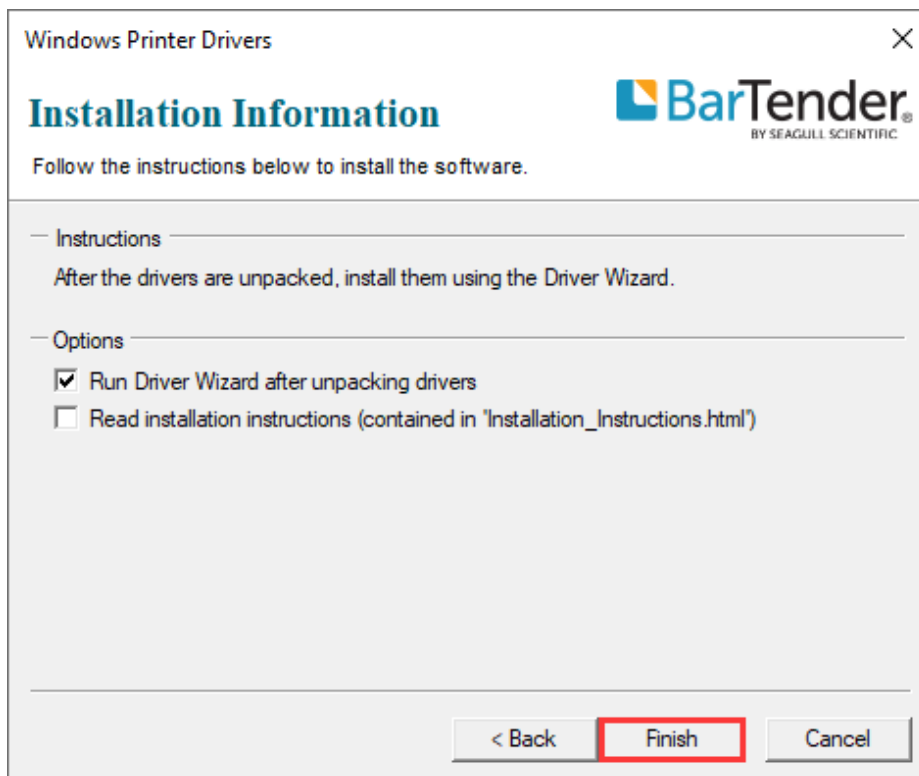 Windows Printer Drivers
Installation Information
BarTender®
BY SEAGULL SCIENTIFIC
Follow the instructions below to install the software.
Instructions
After the drivers are unpacked, install them using the Driver Wizard.
Options
Run Driver Wizard after unpacking drivers
Read installation instructions (contained in 'Installation_Instructions.html')
< Back
Finish
Cancel